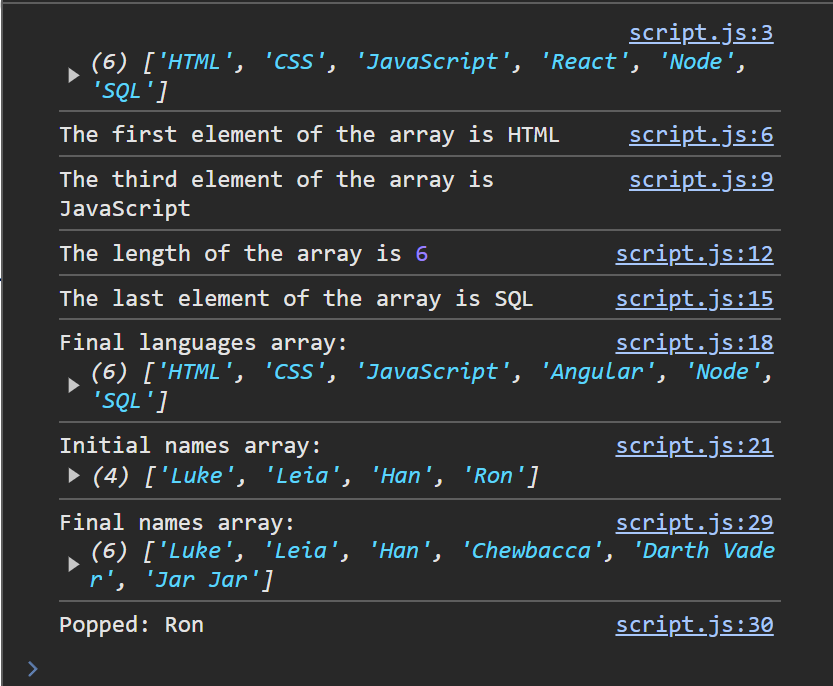 script.js:3
▶ (6) ['HTML', 'CSS', 'JavaScript', 'React', 'Node',
'SQL']
The first element of the array is HTML script.js:6
The third element of the array is script.js:9
JavaScript
The length of the array is 6 script.js:12
The last element of the array is SQL script.js:15
Final languages array: script.js:18
▶ (6) ['HTML', 'CSS', 'JavaScript', 'Angular', 'Node',
'SQL']
Initial names array: script.js:21
▶ (4) ['Luke', 'Leia', 'Han', 'Ron']
Final names array: script.js:29
▶ (6) ['Luke', 'Leia', 'Han', 'Chewbacca', 'Darth Vade
r', 'Jar Jar']
Popped: Ron script.js:30
>